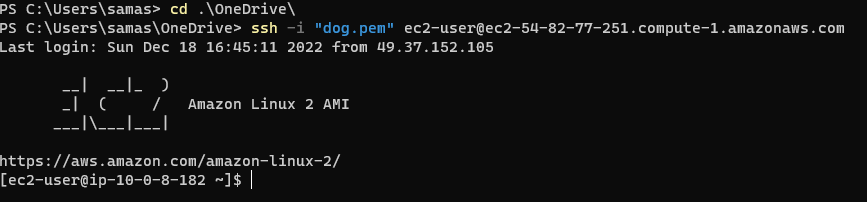 PS C:\Users\samas> cd .\OneDrive\
PS C:\Users\samas\OneDrive> ssh -i "dog.pem" ec2-user@ec2-54-82-77-251.compute-1.amazonaws.com
Last login: Sun Dec 18 16:45:11 2022 from 49.37.152.105

       __|  __|_  )
       _|  (     /   Amazon Linux 2 AMI
      ___|\___|___|

https://aws.amazon.com/amazon-linux-2/
[ec2-user@ip-10-0-8-182 ~]$